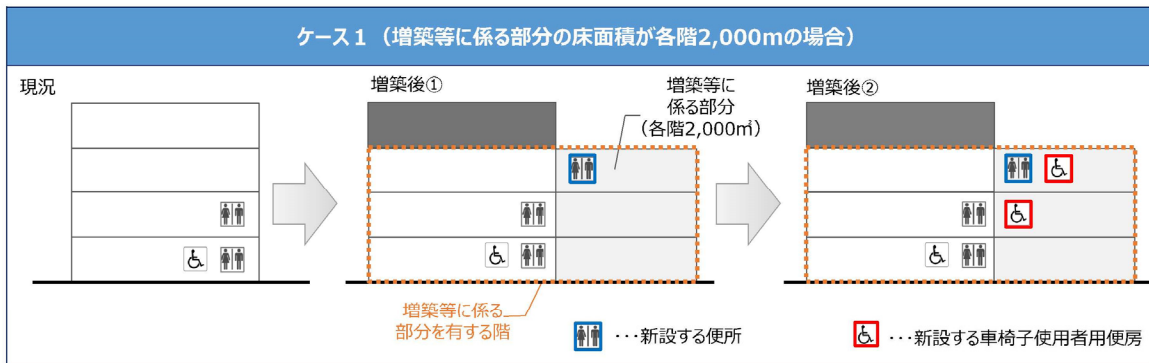 ケース１（増築等に係る部分の床面積が各階2,000mの場合）
現況
増築後①
増築等に
係る部分
（各階2,000㎡）
増築後②
増築等に係る
部分を有する階
･･･新設する便所
･･･新設する車椅子使用者用便房